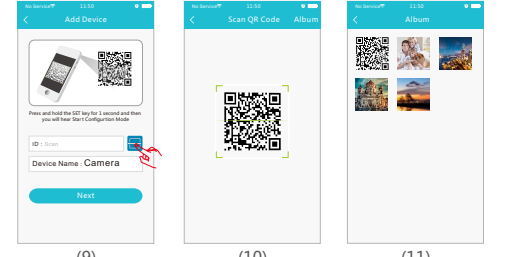 No Service 11:50
Add Device
Press and hold the SET key for 1 second and then
you will hear Start Configurtion Mode
ID : Scan
Device Name : Camera
Next
(9)
No Service 11:50
Scan QR Code Album
(10)
No Service 11:50
Album
(11)